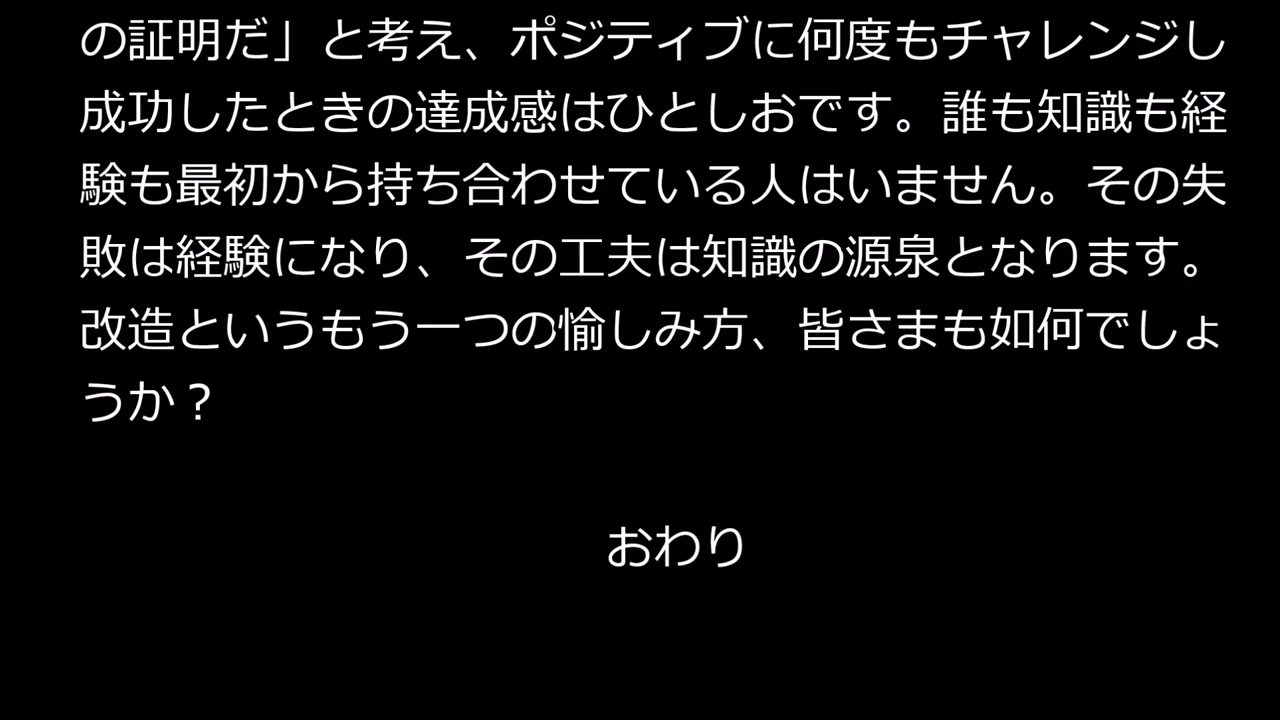 の証明だ」と考え、ポジティブに何度もチャレンジし
成功したときの達成感はひとしおです。誰も知識も経
験も最初から持ち合わせている人はいません。その失
敗は経験になり、その工夫は知識の源泉となります。
改造というもう一つの愉しみ方、皆さまも如何でしょ
うか？
おわり